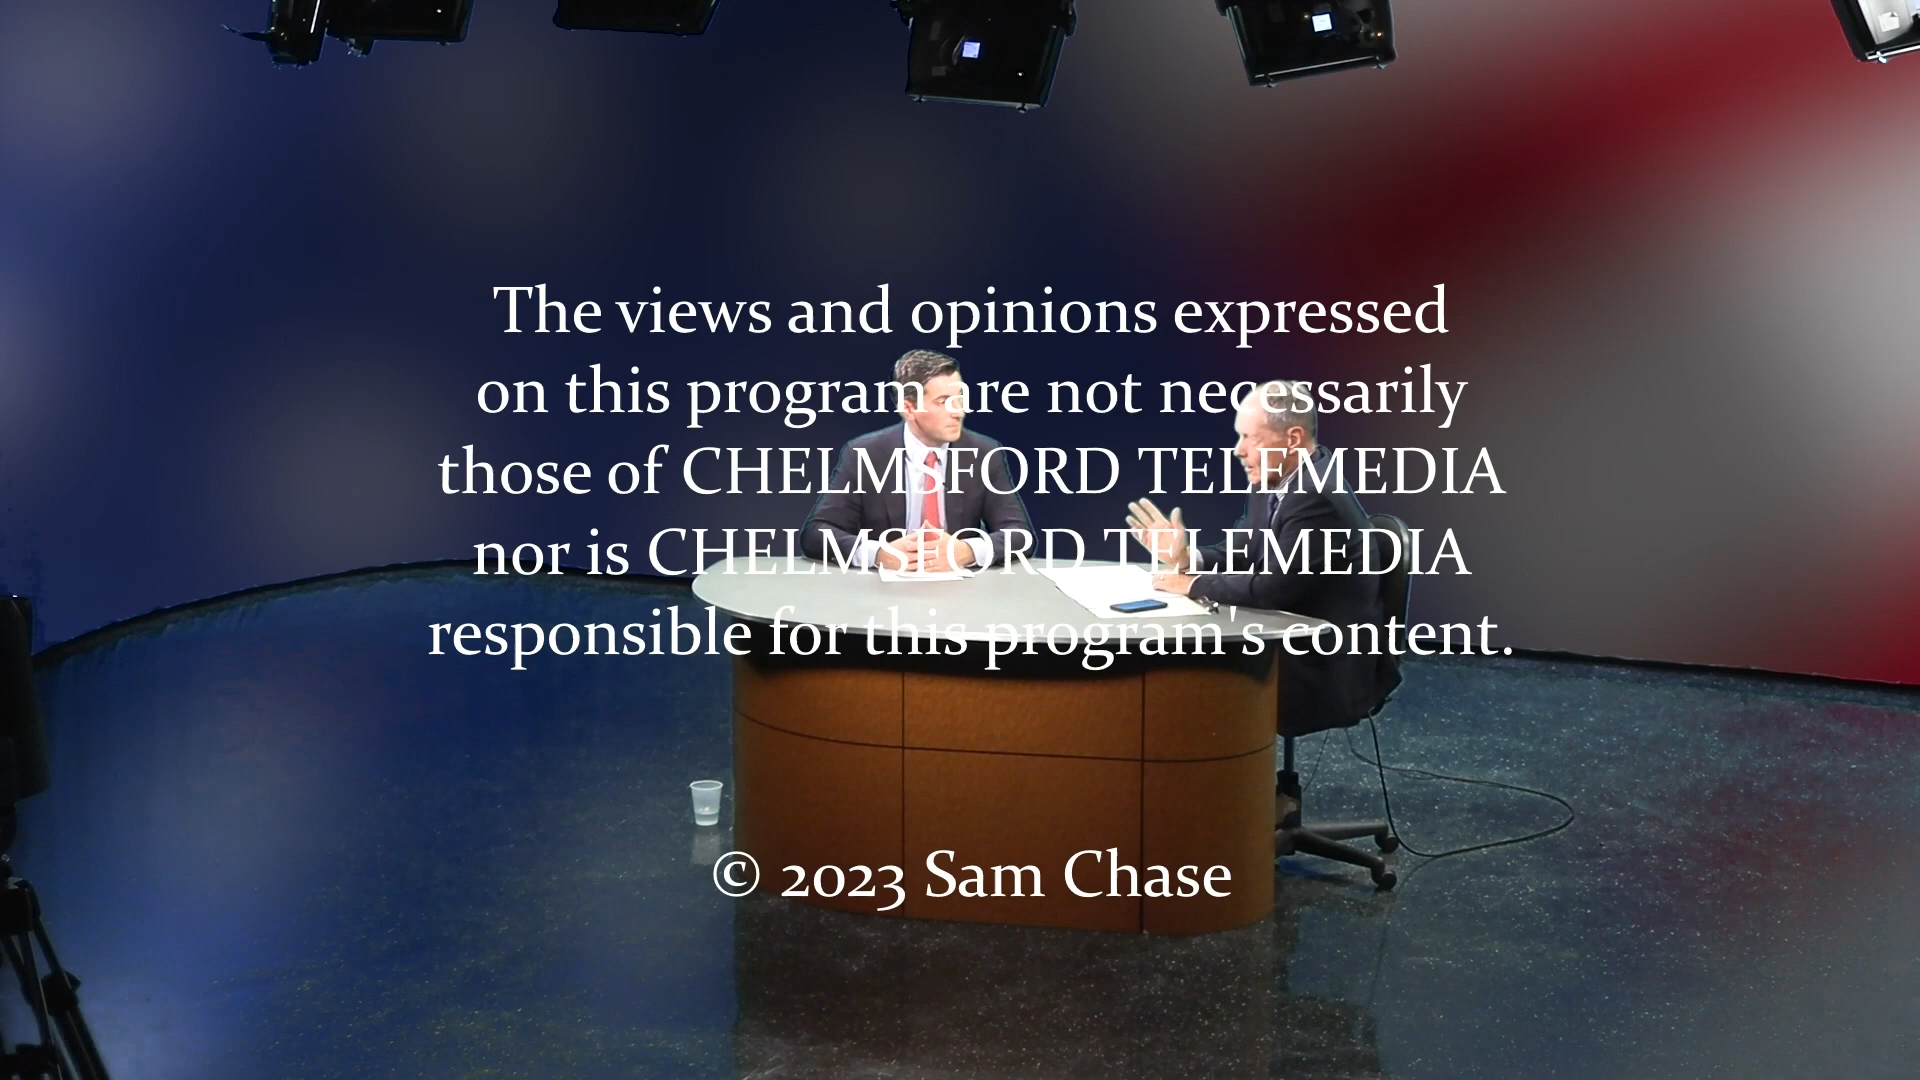 The views and opinions expressed
on this program are not necessarily
those of CHELMSFORD TELEMEDIA
nor is CHELMSFORD TELEMEDIA
responsible for this program's content.
© 2023 Sam Chase